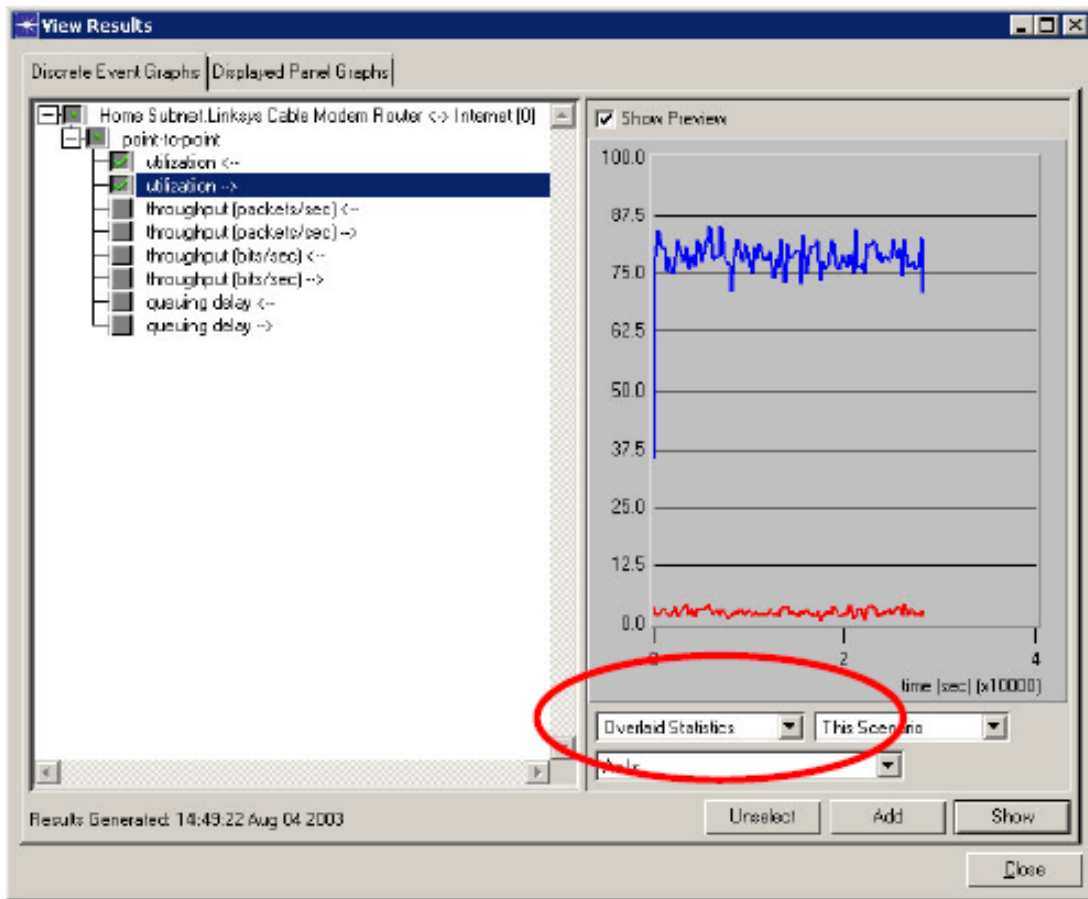 View Results
Discrete Event Graphs
Displayed Panel Graphs
Home Subnet.Linksys Cable Modem Router <-> Internet [0]
point-to-point
utilization <--
utilization -->
throughput (packets/sec) <--
throughput (packets/sec) -->
throughput (bits/sec) <--
throughput (bits/sec) -->
queuing delay <--
queuing delay -->
Show Preview
100.0
87.5
75.0
62.5
50.0
37.5
25.0
12.5
0.0
0 2 4
time (sec) (x10000)
Overlaid Statistics
This Scenario
As Is
Results Generated: 14:49:22 Aug 04 2003
Unselect
Add
Show
Close